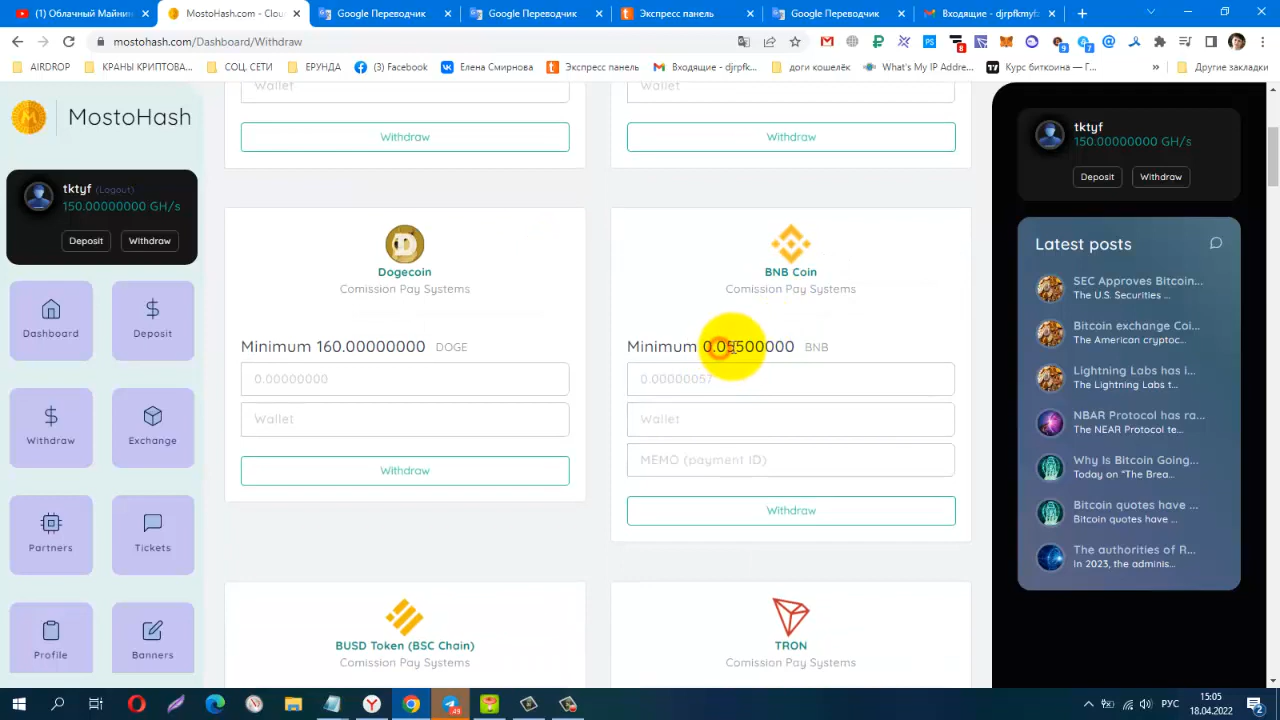 (1) Облачный Майнин
MostoHash.com - Clou
Google Переводчик
Google Переводчик
Экспресс панель
Google Переводчик
Входящие - djrpfkmyf
mostohash.com/Dashboard/Withdraw
AIRDROP
КРАНЫ КРИПТОВА...
СОЦ. СЕТИ
ЕРУНДА
(3) Facebook
Елена Смирнова
Экспресс панель
Входящие - djrpfk...
доги кошелёк
What's My IP Addre...
Курс биткоина — Г...
»
Другие закладки
MostoHash
tktyf (Logout)
150.00000000 GH/s
Deposit
Withdraw
Dashboard
Deposit
Withdraw
Exchange
Partners
Tickets
Profile
Banners
Wallet
Withdraw
Wallet
Withdraw
Dogecoin
Comission Pay Systems
Minimum 160.00000000 DOGE
0.00000000
Wallet
Withdraw
BNB Coin
Comission Pay Systems
Minimum 0.05500000 BNB
0.00000057
Wallet
MEMO (payment ID)
Withdraw
BUSD Token (BSC Chain)
Comission Pay Systems
TRON
Comission Pay Systems
tktyf
150.00000000 GH/s
Deposit
Withdraw
Latest posts
SEC Approves Bitcoin...
The U.S. Securities ...
Bitcoin exchange Coi...
The American cryptoc...
Lightning Labs has i...
The Lightning Labs t...
NBAR Protocol has ra...
The NEAR Protocol te...
Why Is Bitcoin Going...
Today on “The Brea...
Bitcoin quotes have ...
Bitcoin quotes have ...
The authorities of R...
In 2023, the adminis...
49
РУС
15:05
18.04.2022
2